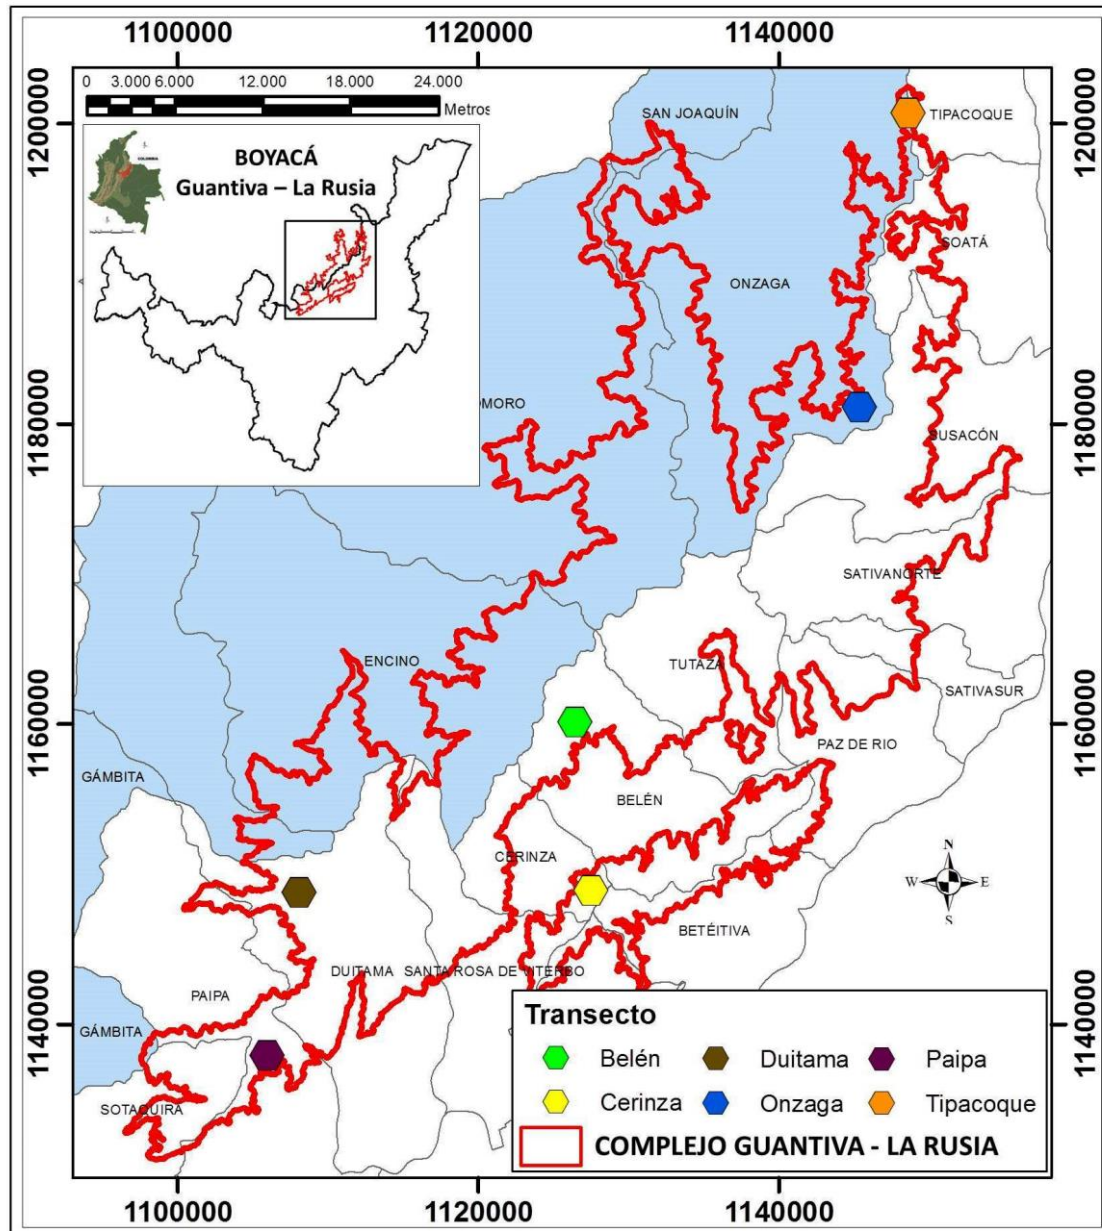 1100000 1120000 1140000
0 3.000 6.000 12.000 18.000 24.000
Metros
1200000 1200000
SAN JOAQUÍN
TIPACOQUE
COLOMBIA
BOYACÁ
Guantiva – La Rusia
SOATÁ
ONZAGA
1180000 1180000
OMORO
SUSACÓN
SATIVANORTE
ENCINO
TUTAZA
SATIVASUR
1160000 1160000
PAZ DE RIO
GÁMBITA
BELÉN
CERINZA
N
W E
S
BETÉITIVA
DUITAMA
SANTA ROSA DE VITERBO
PAIPA
1140000 1140000
GÁMBITA
SOTAQUIRA
Transecto
Belén Duitama Paipa
Cerinza Onzaga Tipacoque
COMPLEJO GUANTIVA - LA RUSIA
1100000 1120000 1140000